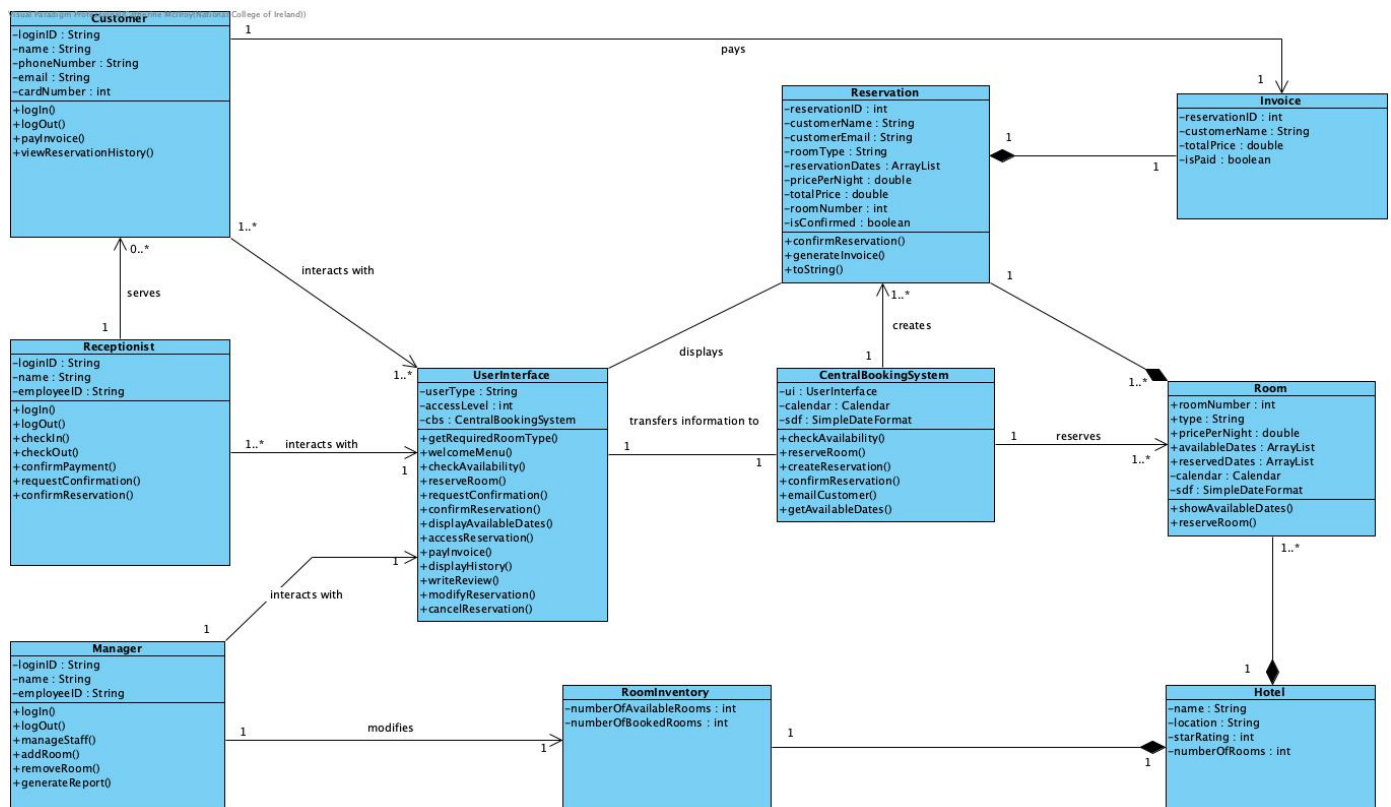 Visual Paradigm Pro
College of Ireland))
Customer
-loginID : String
-name : String
-phoneNumber : String
-email : String
-cardNumber : int
+logIn()
+logOut()
+payInvoice()
+viewReservationHistory()
1
pays
1
Reservation
-reservationID : int
-customerName : String
-customerEmail : String
-roomType : String
-reservationDates : ArrayList
-pricePerNight : double
-totalPrice : double
-roomNumber : int
-isConfirmed : boolean
+confirmReservation()
+generateInvoice()
+toString()
1
1
Invoice
-reservationID : int
-customerName : String
-totalPrice : double
-isPaid : boolean
1..*
interacts with
1..*
0..*
serves
1
Receptionist
-loginID : String
-name : String
-employeeID : String
+logIn()
+logOut()
+checkIn()
+checkOut()
+confirmPayment()
+requestConfirmation()
+confirmReservation()
1..*
interacts with
1
displays
UserInterface
-userType : String
-accessLevel : int
-cbs : CentralBookingSystem
+getRequiredRoomType()
+welcomeMenu()
+checkAvailability()
+reserveRoom()
+requestConfirmation()
+confirmReservation()
+displayAvailableDates()
+accessReservation()
+payInvoice()
+displayHistory()
+writeReview()
+modifyReservation()
+cancelReservation()
transfers information to
1
1
1..*
creates
1
CentralBookingSystem
-ui : UserInterface
-calendar : Calendar
-sdf : SimpleDateFormat
+checkAvailability()
+reserveRoom()
+createReservation()
+confirmReservation()
+emailCustomer()
+getAvailableDates()
1
reserves
1..*
1
1..*
Room
+roomNumber : int
+type : String
+pricePerNight : double
+availableDates : ArrayList
+reservedDates : ArrayList
-calendar : Calendar
-sdf : SimpleDateFormat
+showAvailableDates()
+reserveRoom()
1..*
1
interacts with
1
1
Manager
-loginID : String
-name : String
-employeeID : String
+logIn()
+logOut()
+manageStaff()
+addRoom()
+removeRoom()
+generateReport()
1
modifies
1
RoomInventory
-numberOfAvailableRooms : int
-numberOfBookedRooms : int
1
1
Hotel
-name : String
-location : String
-starRating : int
-numberOfRooms : int